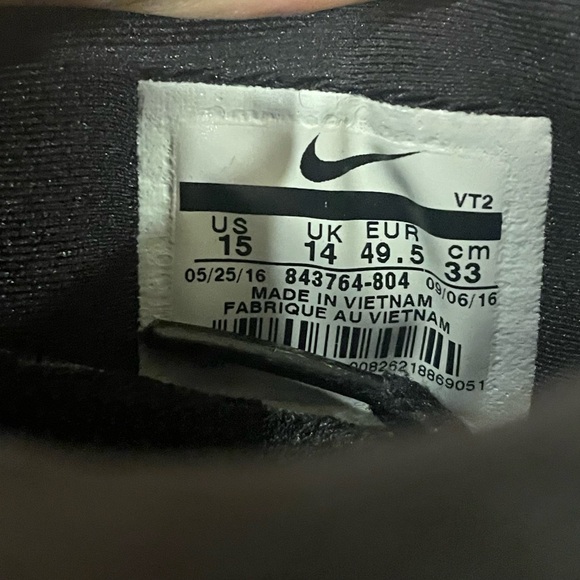 VT2
US UK EUR cm
15 14 49.5 33
05/25/16 843764-804 09/06/16
MADE IN VIETNAM
FABRIQUE AU VIETNAM
00826218869051